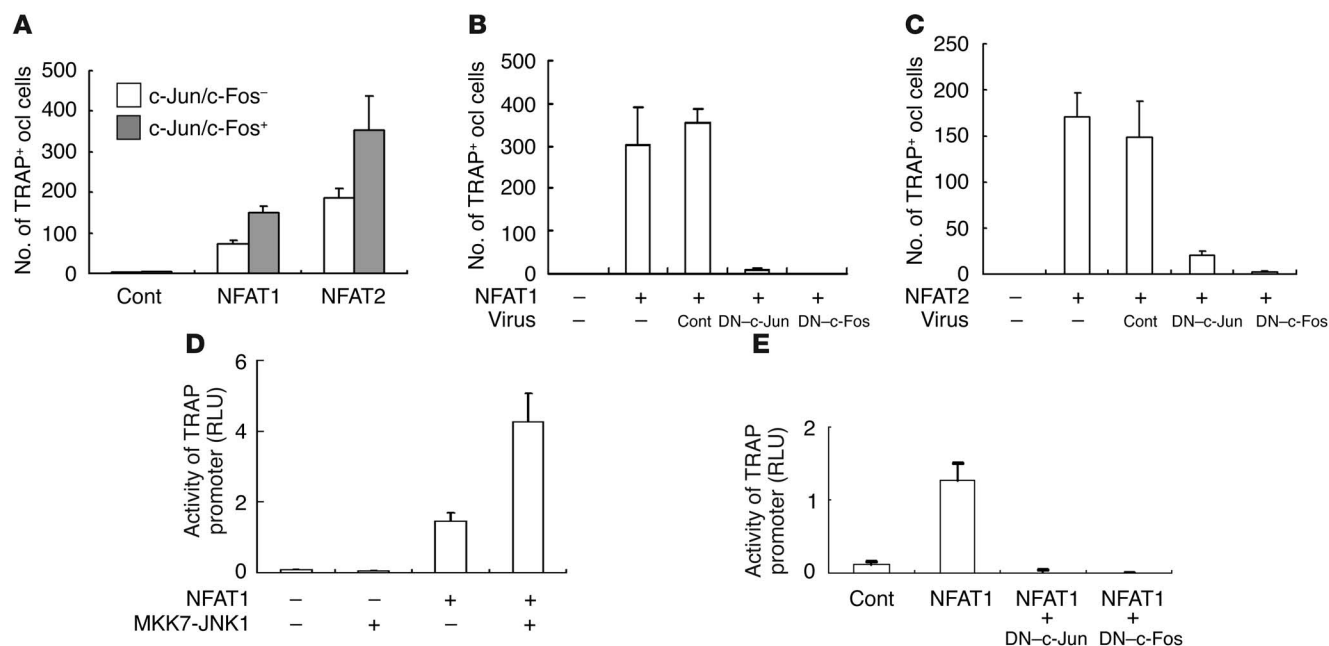 A
No. of TRAP⁺ ocl cells
500
400
300
200
100
0
c-Jun/c-Fos⁻
c-Jun/c-Fos⁺
Cont NFAT1 NFAT2
B
No. of TRAP⁺ ocl cells
500
400
300
200
100
0
NFAT1 – + + + +
Virus – – Cont DN–c-Jun DN–c-Fos
C
No. of TRAP⁺ ocl cells
250
200
150
100
50
0
NFAT2 – + + + +
Virus – – Cont DN–c-Jun DN–c-Fos
D
Activity of TRAP
promoter (RLU)
6
4
2
0
NFAT1 – – + +
MKK7-JNK1 – + – +
E
Activity of TRAP
promoter (RLU)
2
1
0
Cont NFAT1 NFAT1 NFAT1
+ +
DN–c-Jun DN–c-Fos